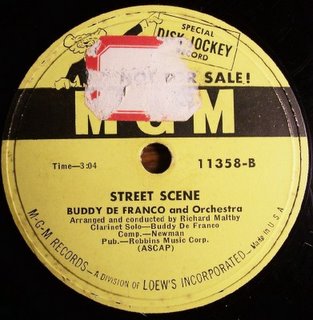 SPECIAL
DISK JOCKEY
RECORD
NOT FOR SALE!
M-G-M
Time—3:04
11358-B
STREET SCENE
BUDDY DE FRANCO and Orchestra
Arranged and conducted by Richard Maltby
Clarinet Solo—Buddy De Franco
Comp.—Newman
Pub.—Robbins Music Corp.
(ASCAP)
M-G-M RECORDS—A DIVISION OF LOEW'S INCORPORATED—Made in U.S.A